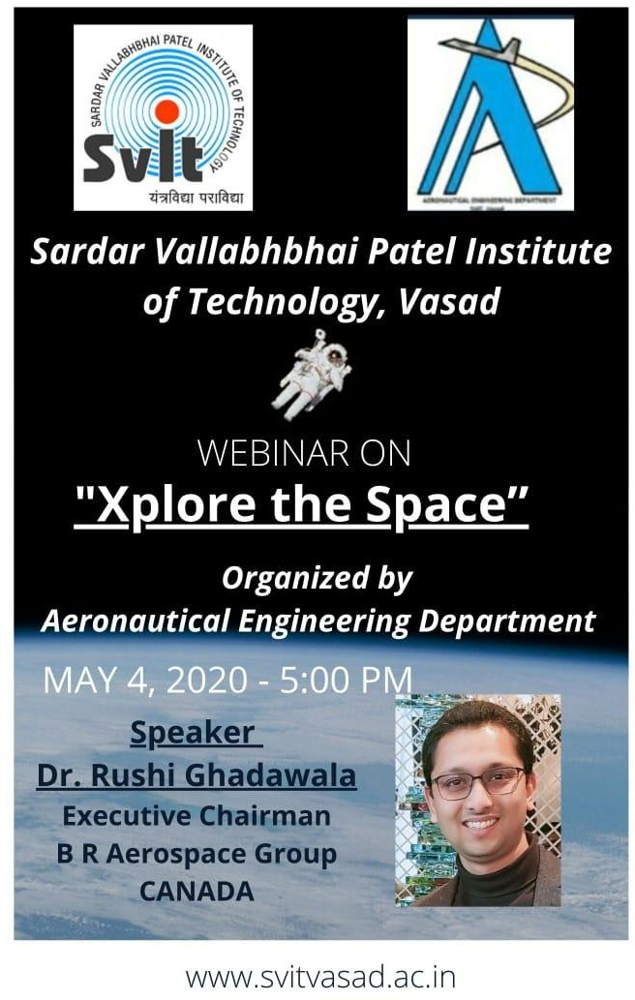 SARDAR VALLABHBHAI PATEL INSTITUTE OF TECHNOLOGY
SvIt
यंत्रविद्या पराविद्या
AERONAUTICAL ENGINEERING DEPARTMENT
SVIT, Vasad
Sardar Vallabhbhai Patel Institute
of Technology, Vasad
WEBINAR ON
"Xplore the Space”
Organized by
Aeronautical Engineering Department
MAY 4, 2020 - 5:00 PM
Speaker
Dr. Rushi Ghadawala
Executive Chairman
B R Aerospace Group
CANADA
www.svitvasad.ac.in